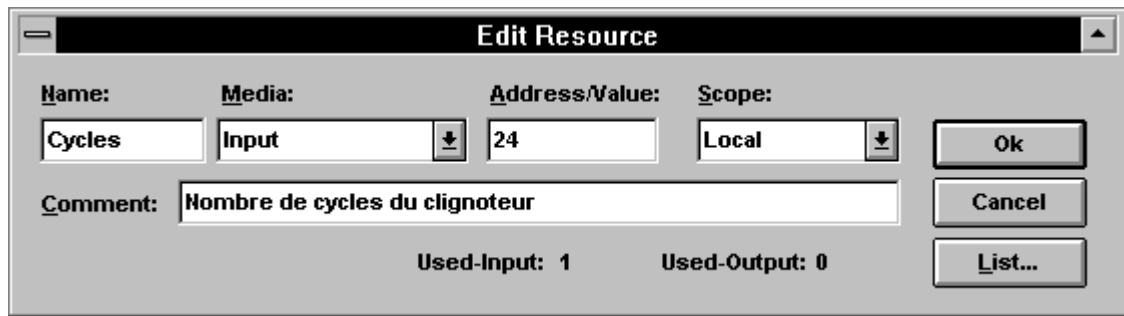 Edit Resource
Name: Media: Address/Value: Scope:
Cycles Input 24 Local Ok
Comment: Nombre de cycles du clignoteur Cancel
Used-Input: 1 Used-Output: 0 List...